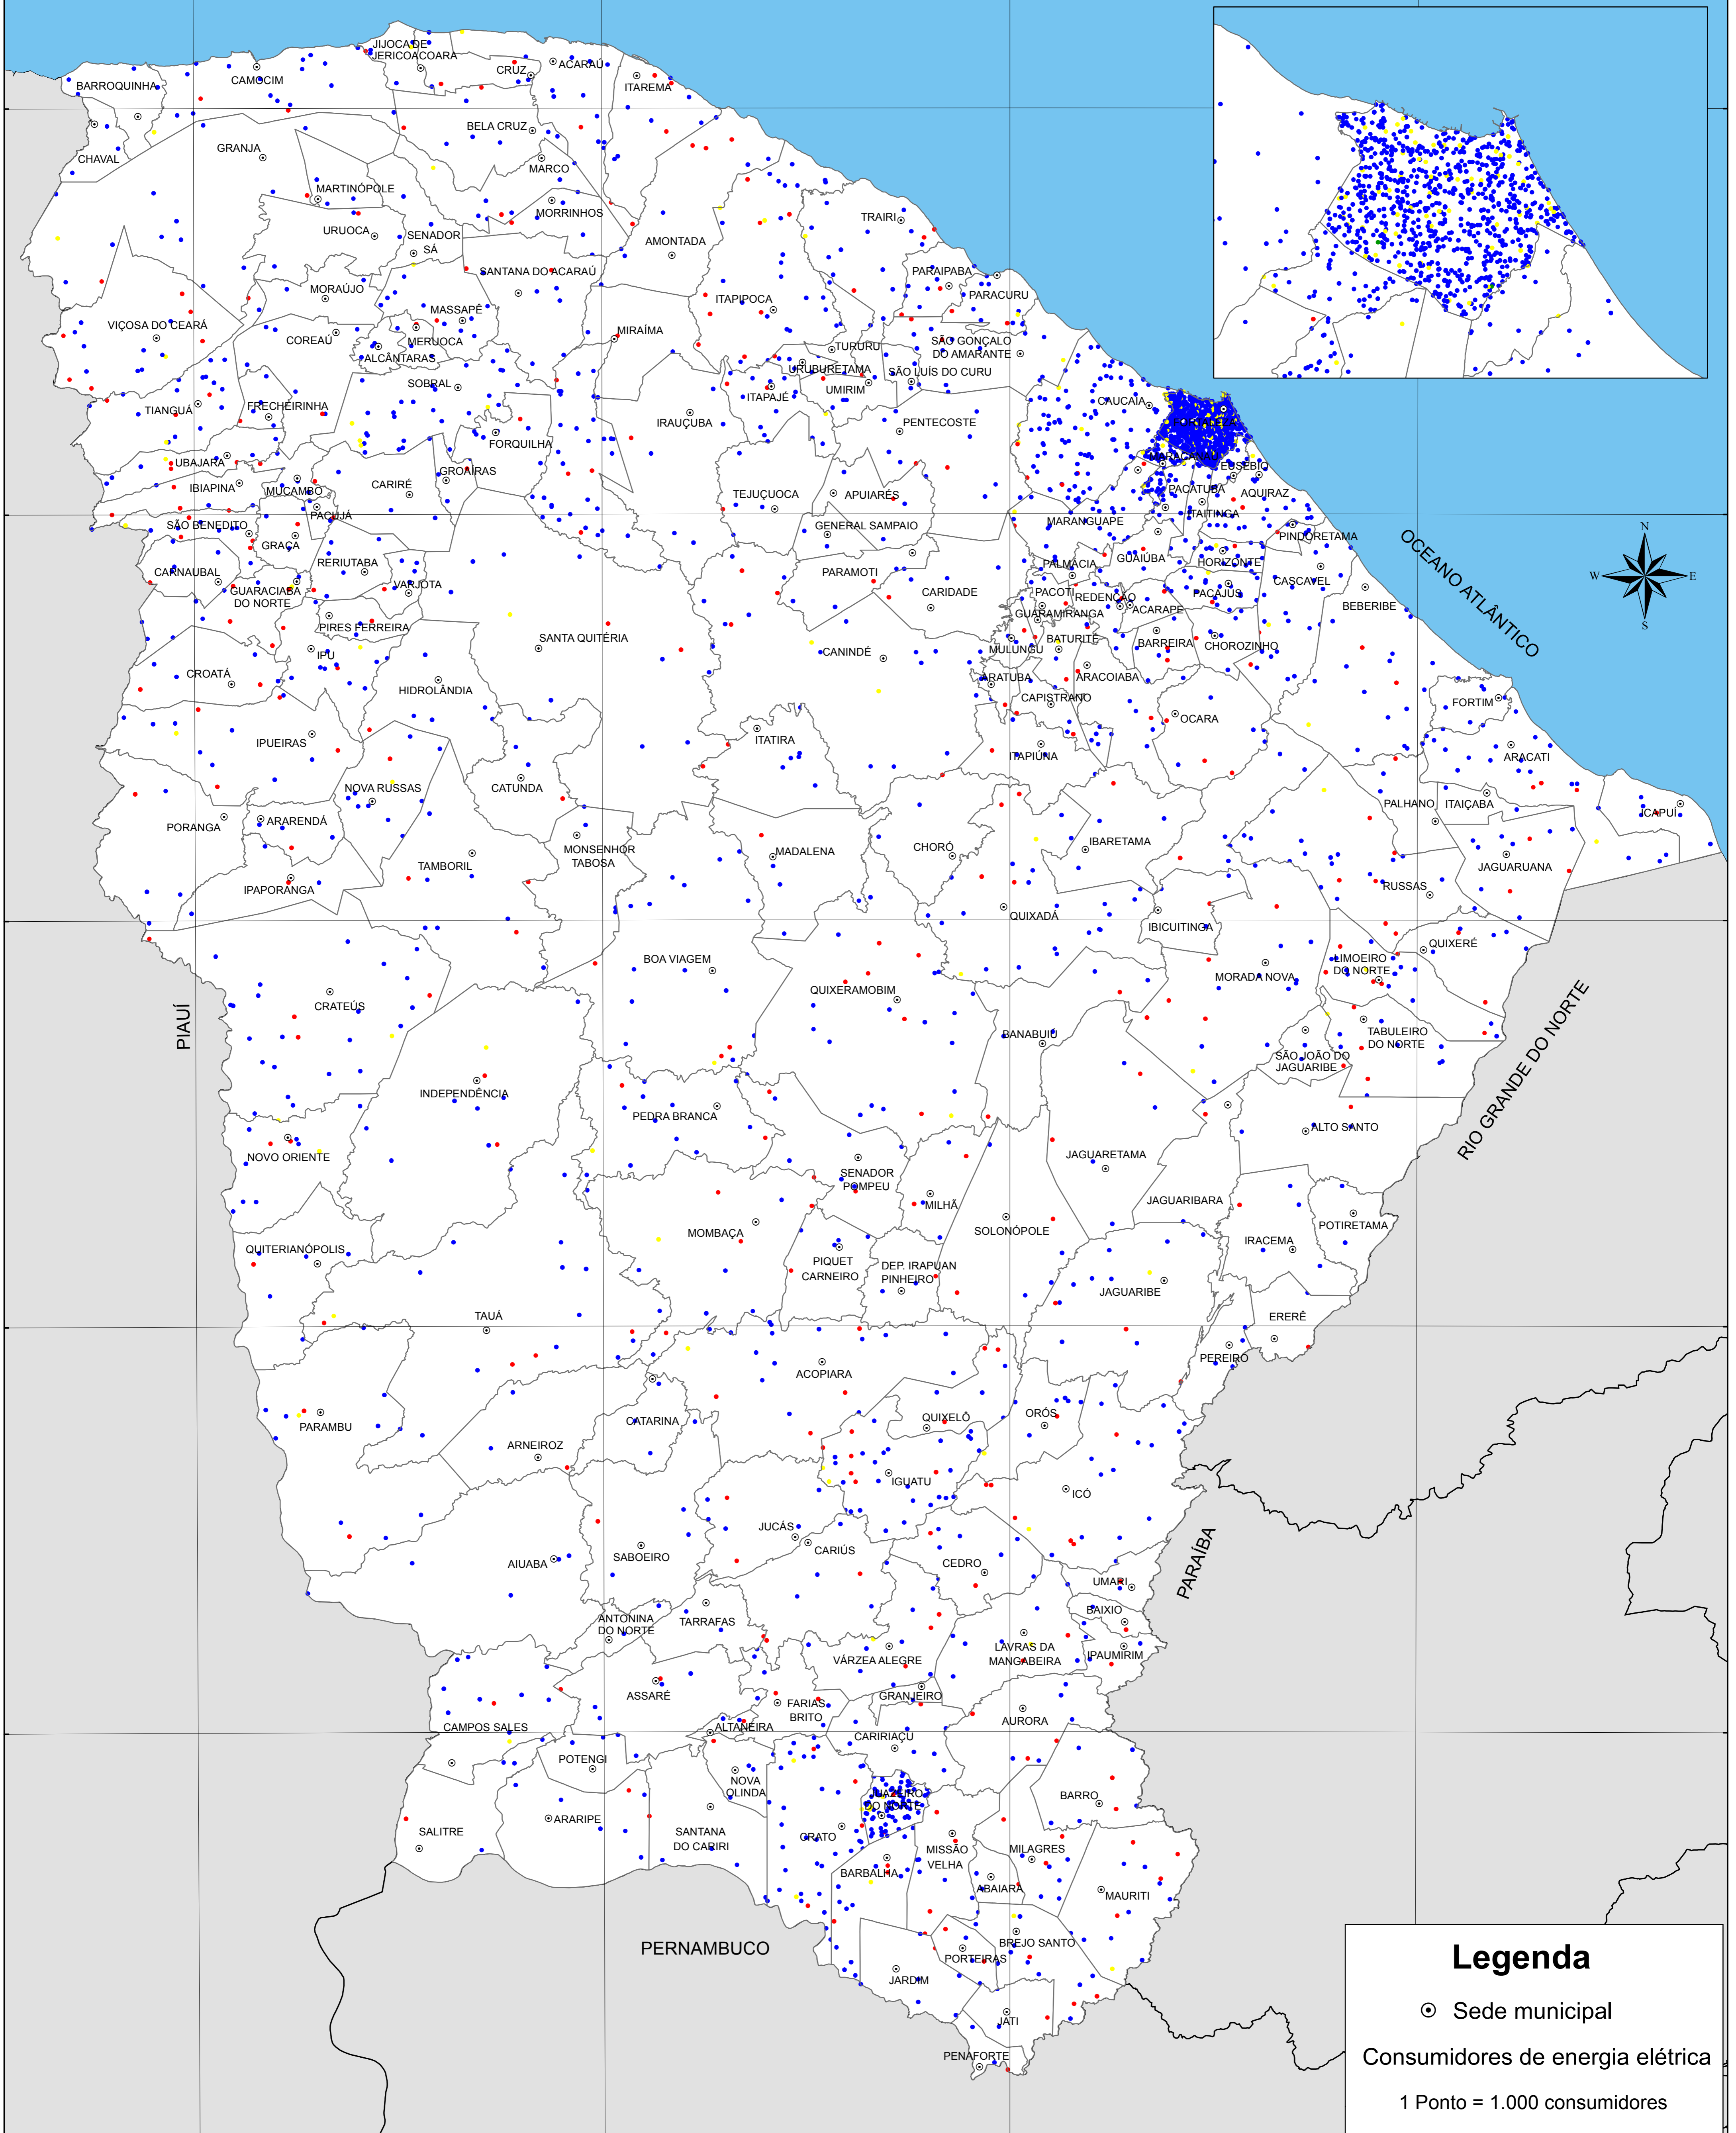 JIJOCA DE
JERICOACOARA
CRUZ
ACARAÚ
ITAREMA
BARROQUINHA
CAMOCIM
BELA CRUZ
CHAVAL
GRANJA
MARCO
MARTINÓPOLE
MORRINHOS
URUOCA
SENADOR
SÁ
TRAIRI
AMONTADA
SANTANA DO ACARAÚ
PARAIPABA
MORAÚJO
ITAPIPOCA
PARACURU
MASSAPÊ
VIÇOSA DO CEARÁ
COREAÚ
MERUOCA
MIRAÍMA
SÃO GONÇALO
DO AMARANTE
TURURU
ALCÂNTARAS
URUBURETAMA
SÃO LUÍS DO CURU
SOBRAL
ITAPAJÉ
UMIRIM
CAUCAIA
TIANGUÁ
FRECHEIRINHA
IRAUÇUBA
PENTECOSTE
FORQUILHA
UBAJARA
MARACANAÚ
EUSÉBIO
GROAÍRAS
IBIAPINA
MUCAMBO
CARIRÉ
TEJUÇUOCA
APUIARÉS
PACATUBA
AQUIRAZ
PACUJÁ
ITAITINGA
SÃO BENEDITO
GENERAL SAMPAIO
MARANGUAPE
PINDORETAMA
GRAÇA
OCEANO ATLÂNTICO
N
W
E
S
RERIUTABA
GUAIÚBA
HORIZONTE
CARNAUBAL
PARAMOTI
PALMÁCIA
CASCAVEL
VARJOTA
GUARACIABA
DO NORTE
CARIDADE
PACOTI
REDENÇÃO
PACAJUS
BEBERIBE
GUARAMIRANGA
ACARAPE
PIRES FERREIRA
SANTA QUITÉRIA
BATURITÉ
BARREIRA
CHOROZINHO
IPU
CANINDÉ
MULUNGU
CROATÁ
ARATUBA
ARACOIABA
HIDROLÂNDIA
CAPISTRANO
FORTIM
OCARA
IPUEIRAS
ITATIRA
ITAPIÚNA
ARACATI
NOVA RUSSAS
CATUNDA
PALHANO
ITAIÇABA
ICAPUÍ
PORANGA
ARARENDÁ
MONSENHOR
TABOSA
MADALENA
CHORÓ
IBARETAMA
TAMBORIL
JAGUARUANA
IPAPORANGA
RUSSAS
QUIXADÁ
IBICUITINGA
QUIXERÉ
BOA VIAGEM
LIMOEIRO
DO NORTE
MORADA NOVA
QUIXERAMOBIM
CRATEÚS
PIAUÍ
BANABUIÚ
TABULEIRO
DO NORTE
SÃO JOÃO DO
JAGUARIBE
RIO GRANDE DO NORTE
INDEPENDÊNCIA
PEDRA BRANCA
ALTO SANTO
NOVO ORIENTE
JAGUARETAMA
SENADOR
POMPEU
JAGUARIBARA
MILHÃ
POTIRETAMA
MOMBAÇA
SOLONÓPOLE
IRACEMA
QUITERIANÓPOLIS
PIQUET
CARNEIRO
DEP. IRAPUAN
PINHEIRO
JAGUARIBE
TAUÁ
ERERÊ
PEREIRO
ACOPIARA
PARAMBU
CATARINA
QUIXELÔ
ORÓS
ARNEIROZ
IGUATU
ICÓ
JUCÁS
CARIÚS
AIUABA
SABOEIRO
CEDRO
PARAÍBA
UMARI
BAIXIO
ANTONINA
DO NORTE
TARRAFAS
LAVRAS DA
MANGABEIRA
VÁRZEA ALEGRE
IPAUMIRIM
ASSARÉ
FARIAS
BRITO
GRANJEIRO
AURORA
CAMPOS SALES
ALTANEIRA
CARIRIAÇU
POTENGI
NOVA
OLINDA
JUAZEIRO
DO NORTE
BARRO
ARARIPE
SALITRE
SANTANA
DO CARIRI
CRATO
MISSÃO
VELHA
MILAGRES
BARBALHA
ABAIARA
MAURITI
PERNAMBUCO
BREJO SANTO
PORTEIRAS
JARDIM
JATI
PENAFORTE
Legenda
Sede municipal
Consumidores de energia elétrica
1 Ponto = 1.000 consumidores